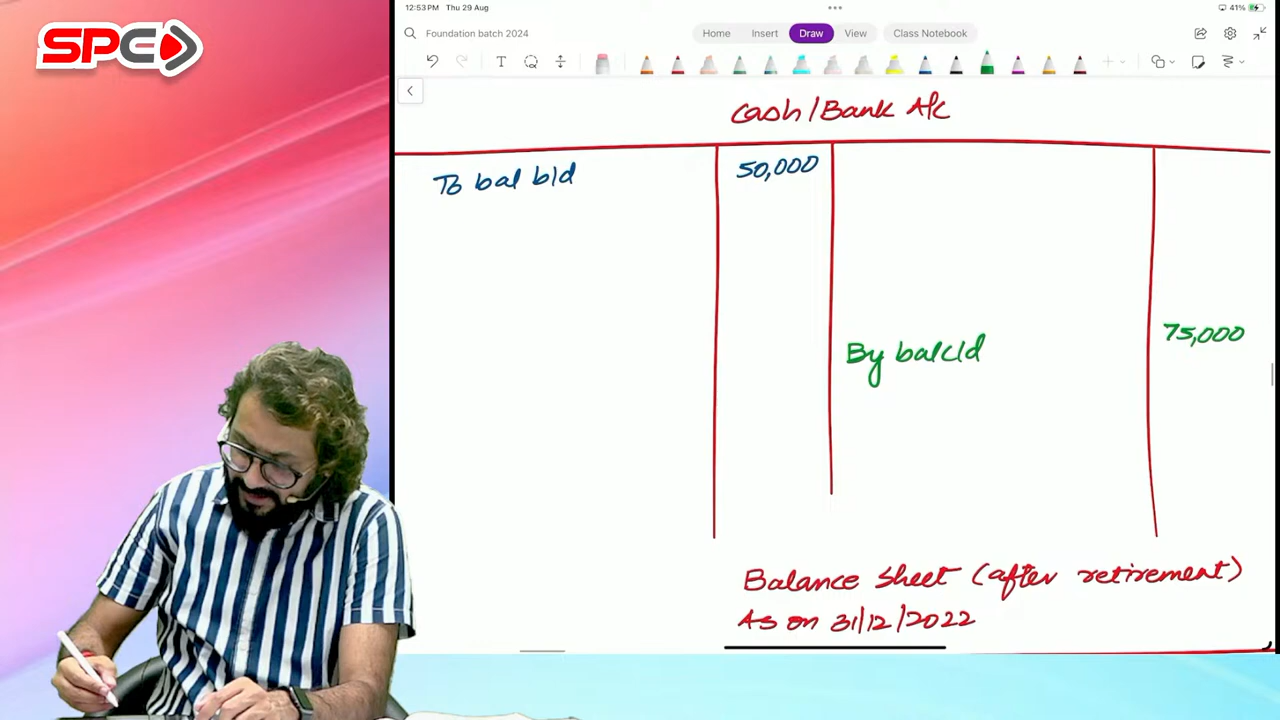 SPC
12:53 PM Thu 29 Aug
41%
Foundation batch 2024
Home Insert Draw View Class Notebook
T
Cash/Bank A/c
To bal b/d 50,000
By bal c/d 75,000
Balance Sheet (after retirement)
As on 31/12/2022